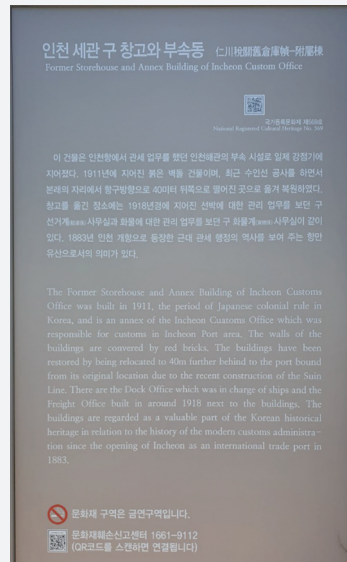 인천 세관 구 창고와 부속동 仁川稅關舊倉庫幢-附屬棟
Former Storehouse and Annex Building of Incheon Custom Office
국가등록문화재 제569호
National Registered Cultural Heritage No. 569
이 건물은 인천항에서 관세 업무를 했던 인천해관의 부속 시설로 일제 강점기에
지어졌다. 1911년에 지어진 붉은 벽돌 건물이며, 최근 수인선 공사를 하면서
본래의 자리에서 항구방향으로 40미터 뒤쪽으로 떨어진 곳으로 옮겨 복원하였다.
창고를 옮긴 장소에는 1918년경에 지어진 선박에 대한 관리 업무를 보던 구
선거계 사무실과 화물에 대한 관리 업무를 보던 구 화물계 사무실이 같이
있다. 1883년 인천 개항으로 등장한 근대 관세 행정의 역사를 보여 주는 항만
유산으로서의 의미가 있다.
The Former Storehouse and Annex Building of Incheon Customs
Office was built in 1911, the period of Japanese colonial rule in
Korea, and is an annex of the Incheon Cuatoms Office which was
responsible for customs in Incheon Port area. The walls of the
buildings are convered by red bricks. The buildings have been
restored by being relocated to 40m further behind to the port bound
from its original location due to the recent construction of the Suin
Line. There are the Dock Office which was in charge of ships and the
Freight Office built in around 1918 next to the buildings. The
buildings are regarded as a valuable part of the Korean historical
heritage in relation to the history of the modern customs administra-
tion since the opening of Incheon as an international trade port in
1883.
문화재 구역은 금연구역입니다.
문화재훼손신고센터 1661-9112
(QR코드를 스캔하면 연결됩니다)